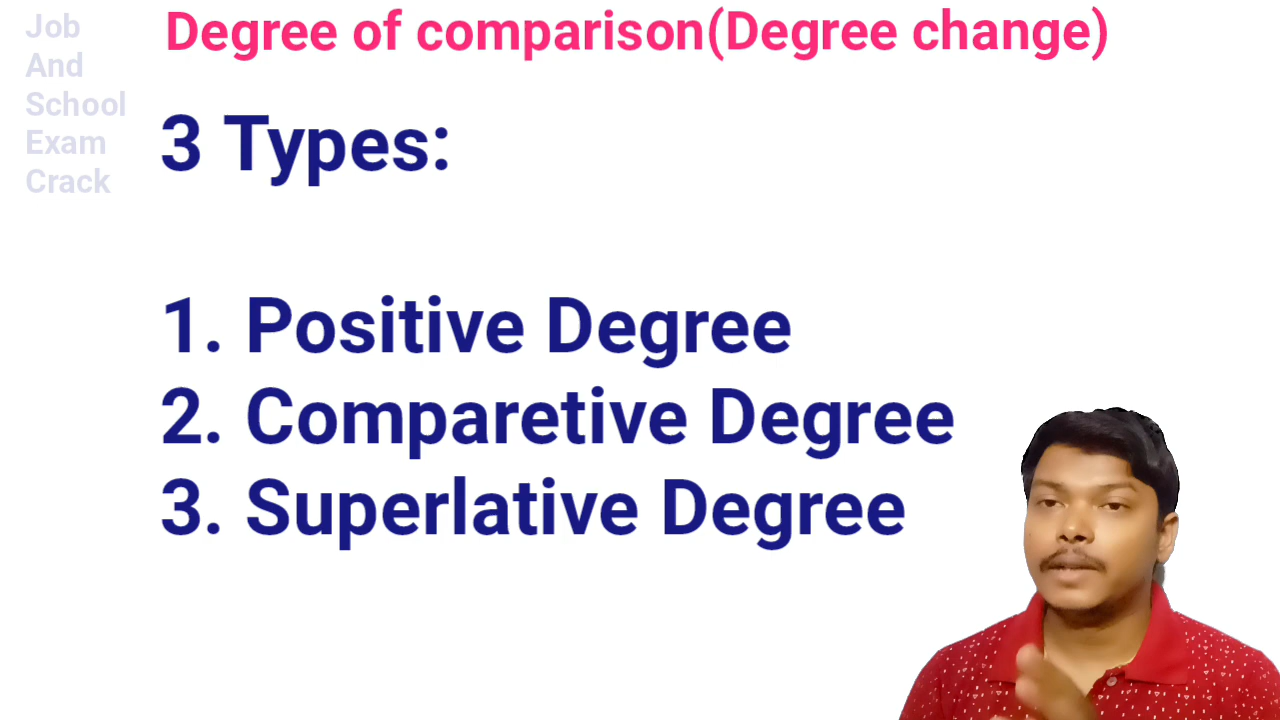 Job
And
School
Exam
Crack
Degree of comparison(Degree change)
3 Types:
1. Positive Degree
2. Comparetive Degree
3. Superlative Degree